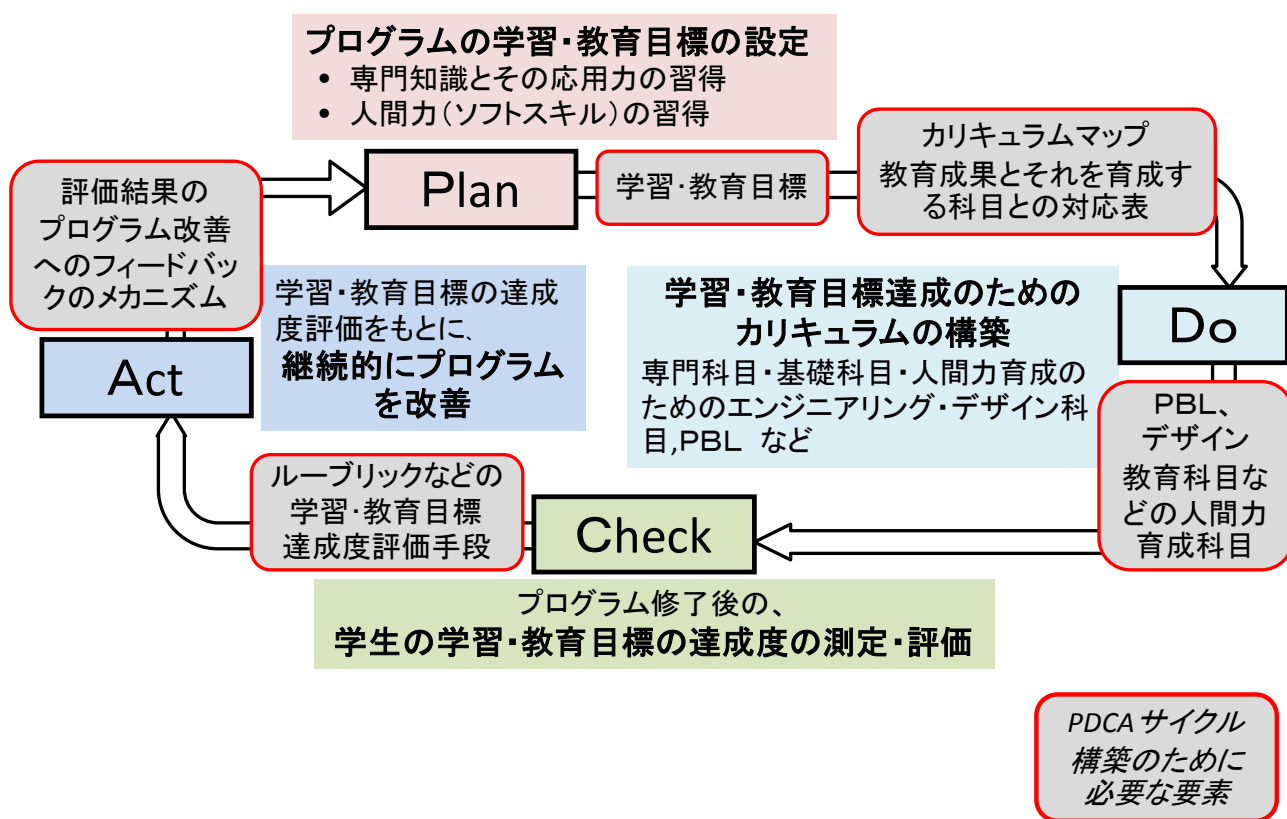 プログラムの学習・教育目標の設定
• 専門知識とその応用力の習得
• 人間力（ソフトスキル）の習得
評価結果の
プログラム改善
へのフィードバッ
クのメカニズム
Plan
学習・教育目標
カリキュラムマップ
教育成果とそれを育成す
る科目との対応表
学習・教育目標の達成
度評価をもとに、
継続的にプログラム
を改善
学習・教育目標達成のための
カリキュラムの構築
専門科目・基礎科目・人間力育成の
ためのエンジニアリング・デザイン科
目,ＰＢＬ など
Ｄｏ
Act
ＰＢＬ、
デザイン
教育科目な
どの人間力
育成科目
ルーブリックなどの
学習・教育目標
達成度評価手段
Check
プログラム修了後の、
学生の学習・教育目標の達成度の測定・評価
PDCAサイクル
構築のために
必要な要素